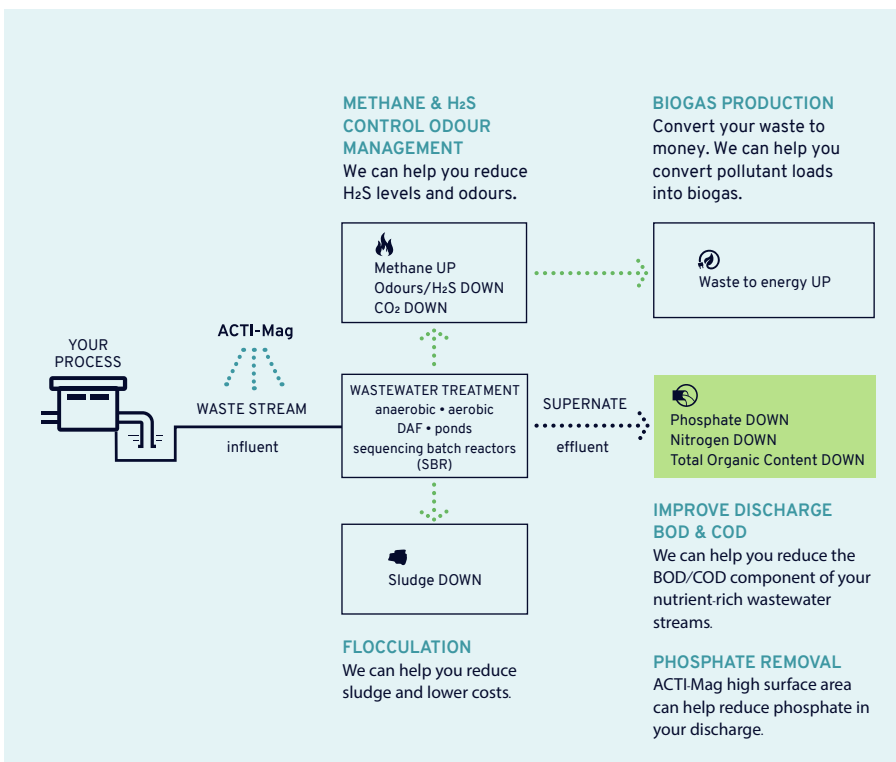 METHANE & H₂S
CONTROL ODOUR
MANAGEMENT
We can help you reduce
H₂S levels and odours.
BIOGAS PRODUCTION
Convert your waste to
money. We can help you
convert pollutant loads
into biogas.
Methane UP
Odours/H₂S DOWN
CO₂ DOWN
Waste to energy UP
YOUR
PROCESS
ACTI-Mag
WASTE STREAM
influent
WASTEWATER TREATMENT
anaerobic • aerobic
DAF • ponds
sequencing batch reactors
(SBR)
SUPERNATE
effluent
Phosphate DOWN
Nitrogen DOWN
Total Organic Content DOWN
Sludge DOWN
FLOCCULATION
We can help you reduce
sludge and lower costs.
IMPROVE DISCHARGE
BOD & COD
We can help you reduce the
BOD/COD component of your
nutrient-rich wastewater
streams.
PHOSPHATE REMOVAL
ACTI-Mag high surface area
can help reduce phosphate in
your discharge.